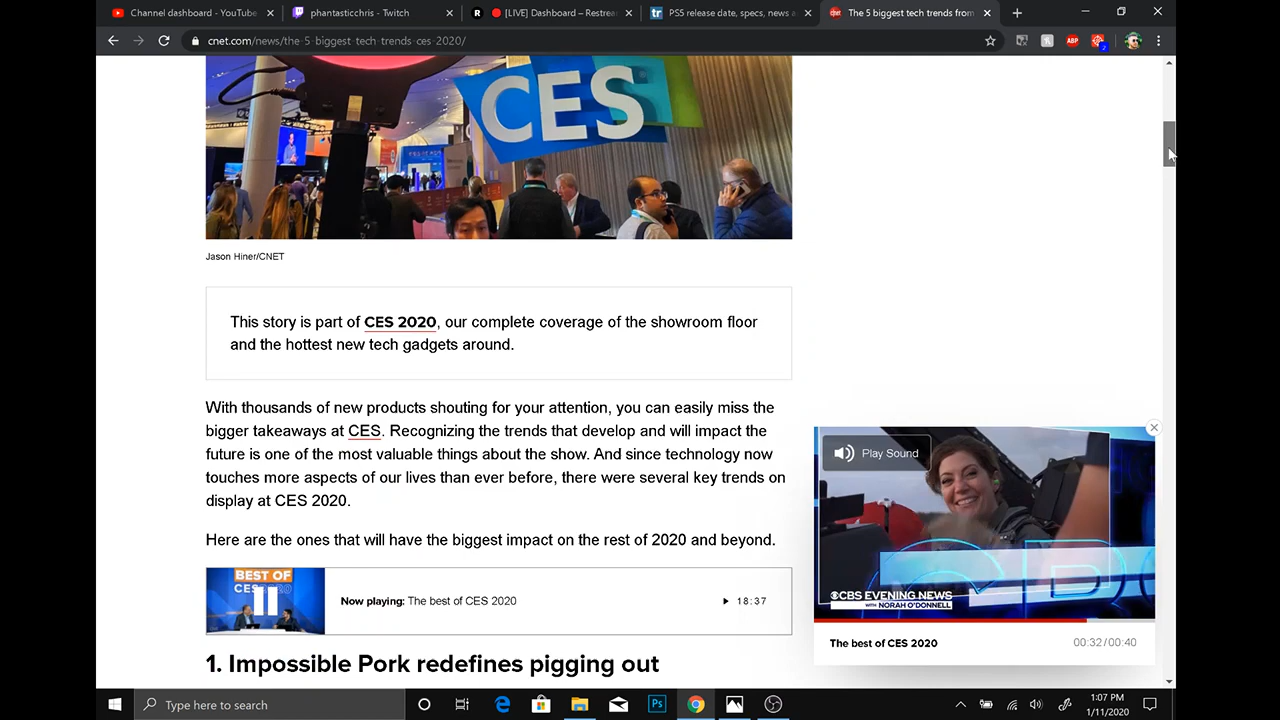 Channel dashboard - YouTube
phantasticchris - Twitch
[LIVE] Dashboard – Restrea
PS5 release date, specs, news a
The 5 biggest tech trends from
cnet.com/news/the-5-biggest-tech-trends-ces-2020/
ABP
2
CES
Jason Hiner/CNET
This story is part of CES 2020, our complete coverage of the showroom floor
and the hottest new tech gadgets around.
With thousands of new products shouting for your attention, you can easily miss the
bigger takeaways at CES. Recognizing the trends that develop and will impact the
future is one of the most valuable things about the show. And since technology now
touches more aspects of our lives than ever before, there were several key trends on
display at CES 2020.
Here are the ones that will have the biggest impact on the rest of 2020 and beyond.
BEST OF
CES 2020
Now playing: The best of CES 2020
18:37
Play Sound
CBS EVENING NEWS
WITH NORAH O'DONNELL
The best of CES 2020
00:32/00:40
1. Impossible Pork redefines pigging out
Type here to search
Ps
1:07 PM
1/11/2020